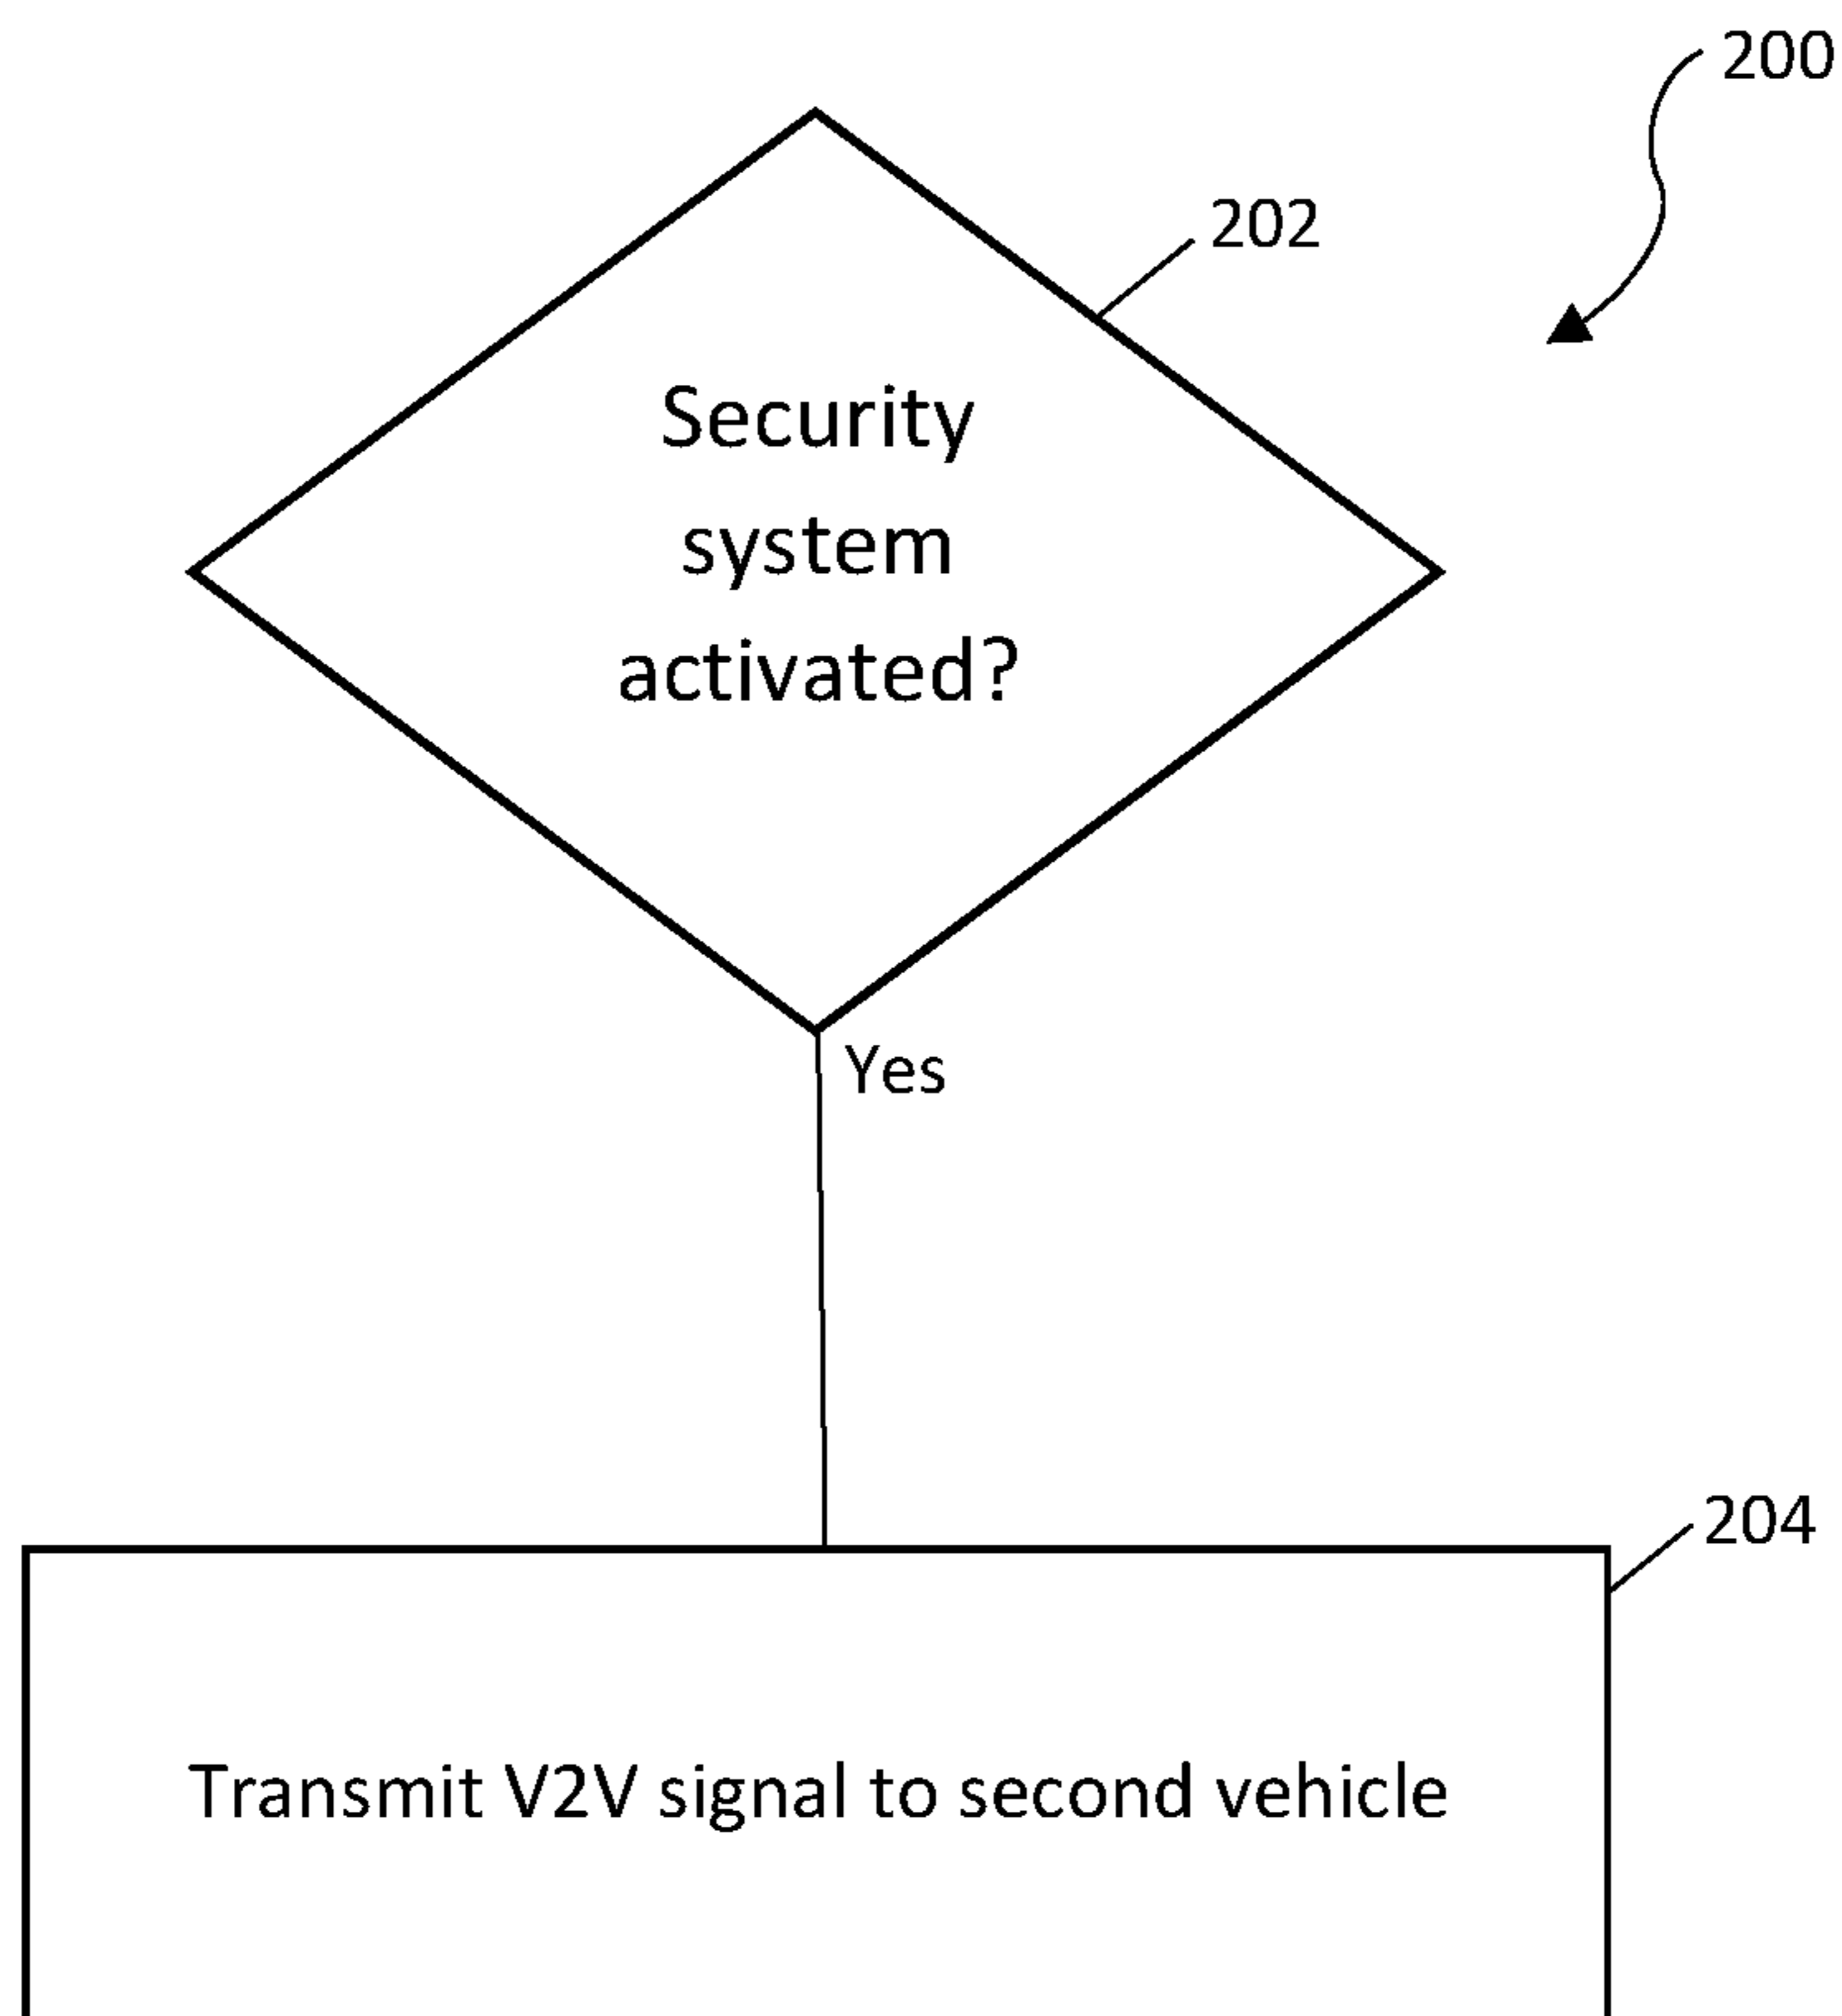 200
202
Security
system
activated?
Yes
204
Transmit V2V signal to second vehicle